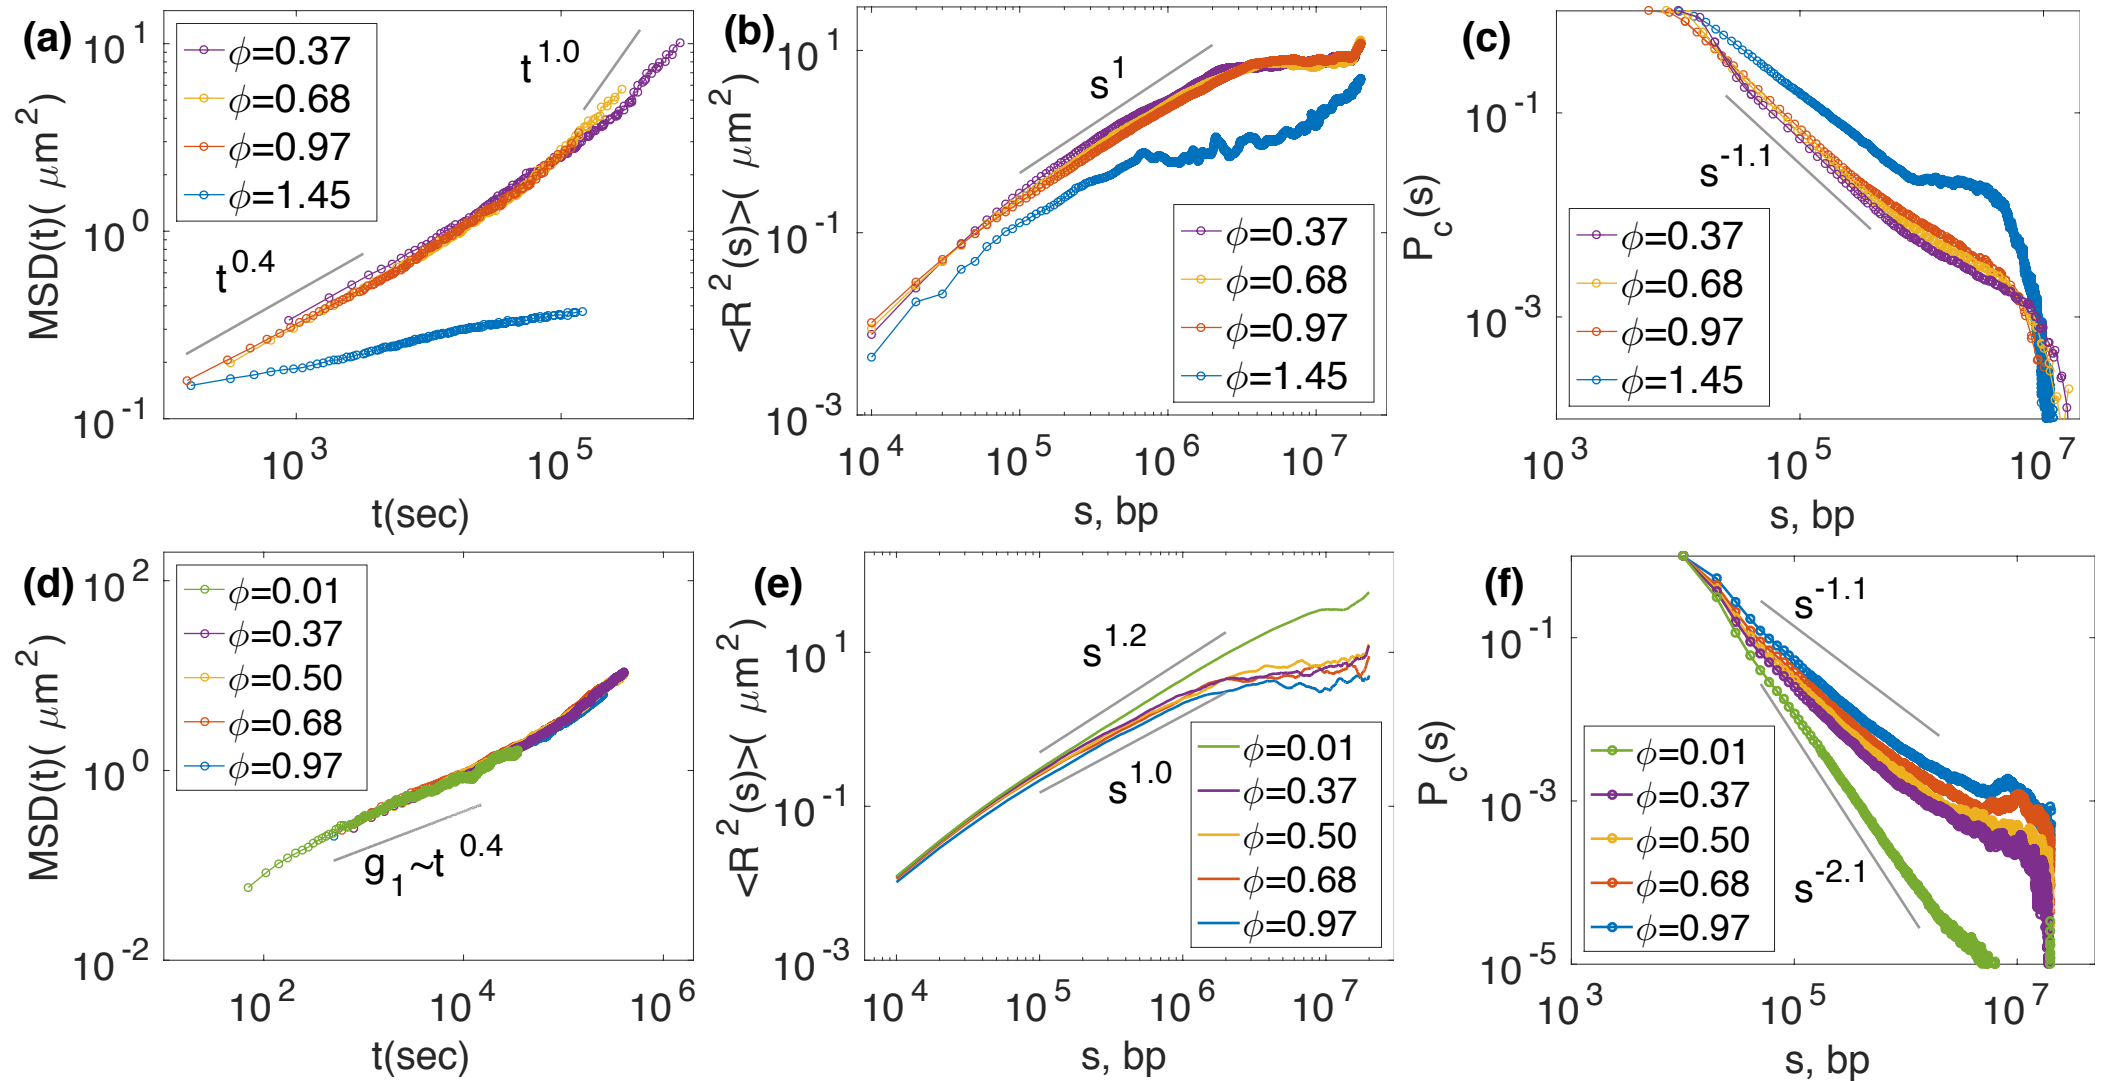 (a)
ϕ=0.37
ϕ=0.68
ϕ=0.97
ϕ=1.45
t^1.0
t^0.4
10^1
10^0
10^-1
MSD(t)( μm^2)
10^3
10^5
t(sec)
(b)
s^1
ϕ=0.37
ϕ=0.68
ϕ=0.97
ϕ=1.45
10^1
10^-1
10^-3
<R^2(s)>( μm^2)
10^4
10^5
10^6
10^7
s, bp
(c)
s^-1.1
ϕ=0.37
ϕ=0.68
ϕ=0.97
ϕ=1.45
10^-1
10^-3
P_c(s)
10^3
10^5
10^7
s, bp
(d)
ϕ=0.01
ϕ=0.37
ϕ=0.50
ϕ=0.68
ϕ=0.97
g_1~t^0.4
10^2
10^0
10^-2
MSD(t)( μm^2)
10^2
10^4
10^6
t(sec)
(e)
s^1.2
s^1.0
ϕ=0.01
ϕ=0.37
ϕ=0.50
ϕ=0.68
ϕ=0.97
10^1
10^-1
10^-3
<R^2(s)>( μm^2)
10^4
10^5
10^6
10^7
s, bp
(f)
s^-1.1
s^-2.1
ϕ=0.01
ϕ=0.37
ϕ=0.50
ϕ=0.68
ϕ=0.97
10^-1
10^-3
10^-5
P_c(s)
10^3
10^5
10^7
s, bp